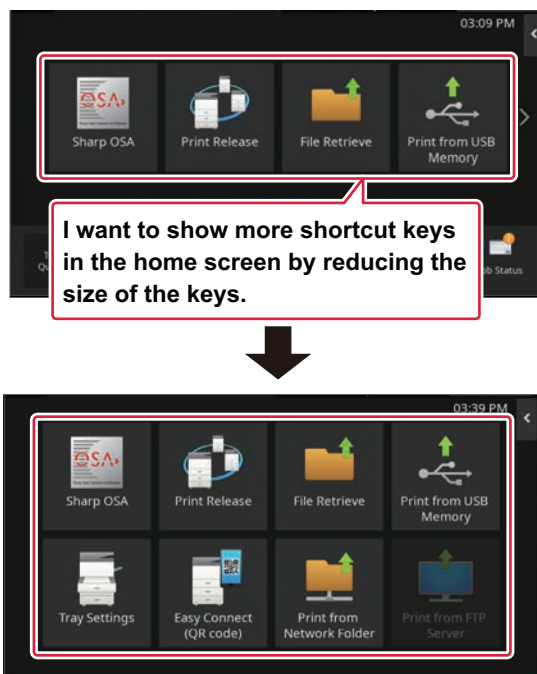 03:09 PM
OSA
Sharp OSA
Print Release
File Retrieve
Print from USB
Memory
I want to show more shortcut keys
in the home screen by reducing the
size of the keys.
Status
03:39 PM
OSA
Sharp OSA
Print Release
File Retrieve
Print from USB
Memory
Tray Settings
Easy Connect
(QR code)
Print from
Network Folder
Print from FTP
Server